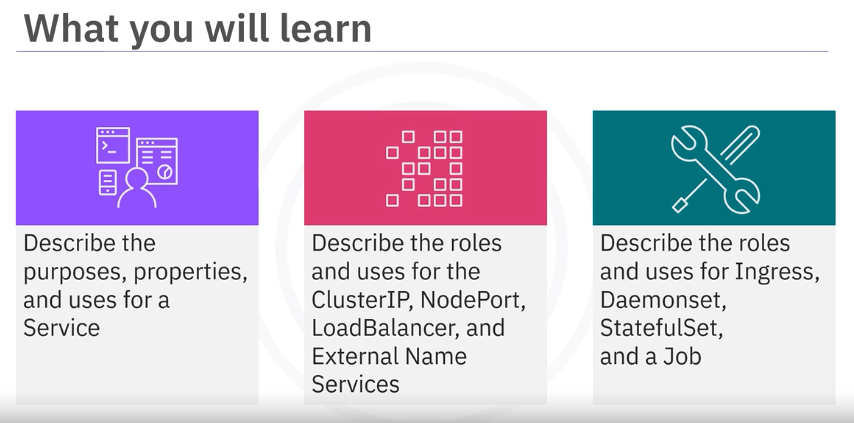 What you will learn
Describe the
purposes, properties,
and uses for a
Service
Describe the roles
and uses for the
ClusterIP, NodePort,
LoadBalancer, and
External Name
Services
Describe the roles
and uses for Ingress,
Daemonset,
StatefulSet,
and a Job